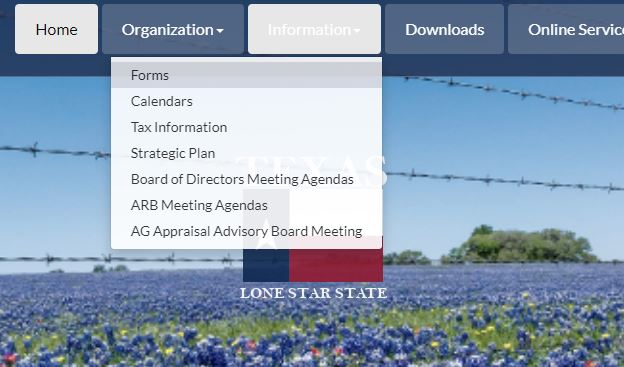 Home
Organization
Information
Downloads
Online Servic
Forms
Calendars
Tax Information
Strategic Plan
Board of Directors Meeting Agendas
ARB Meeting Agendas
AG Appraisal Advisory Board Meeting
TEXAS
LONE STAR STATE